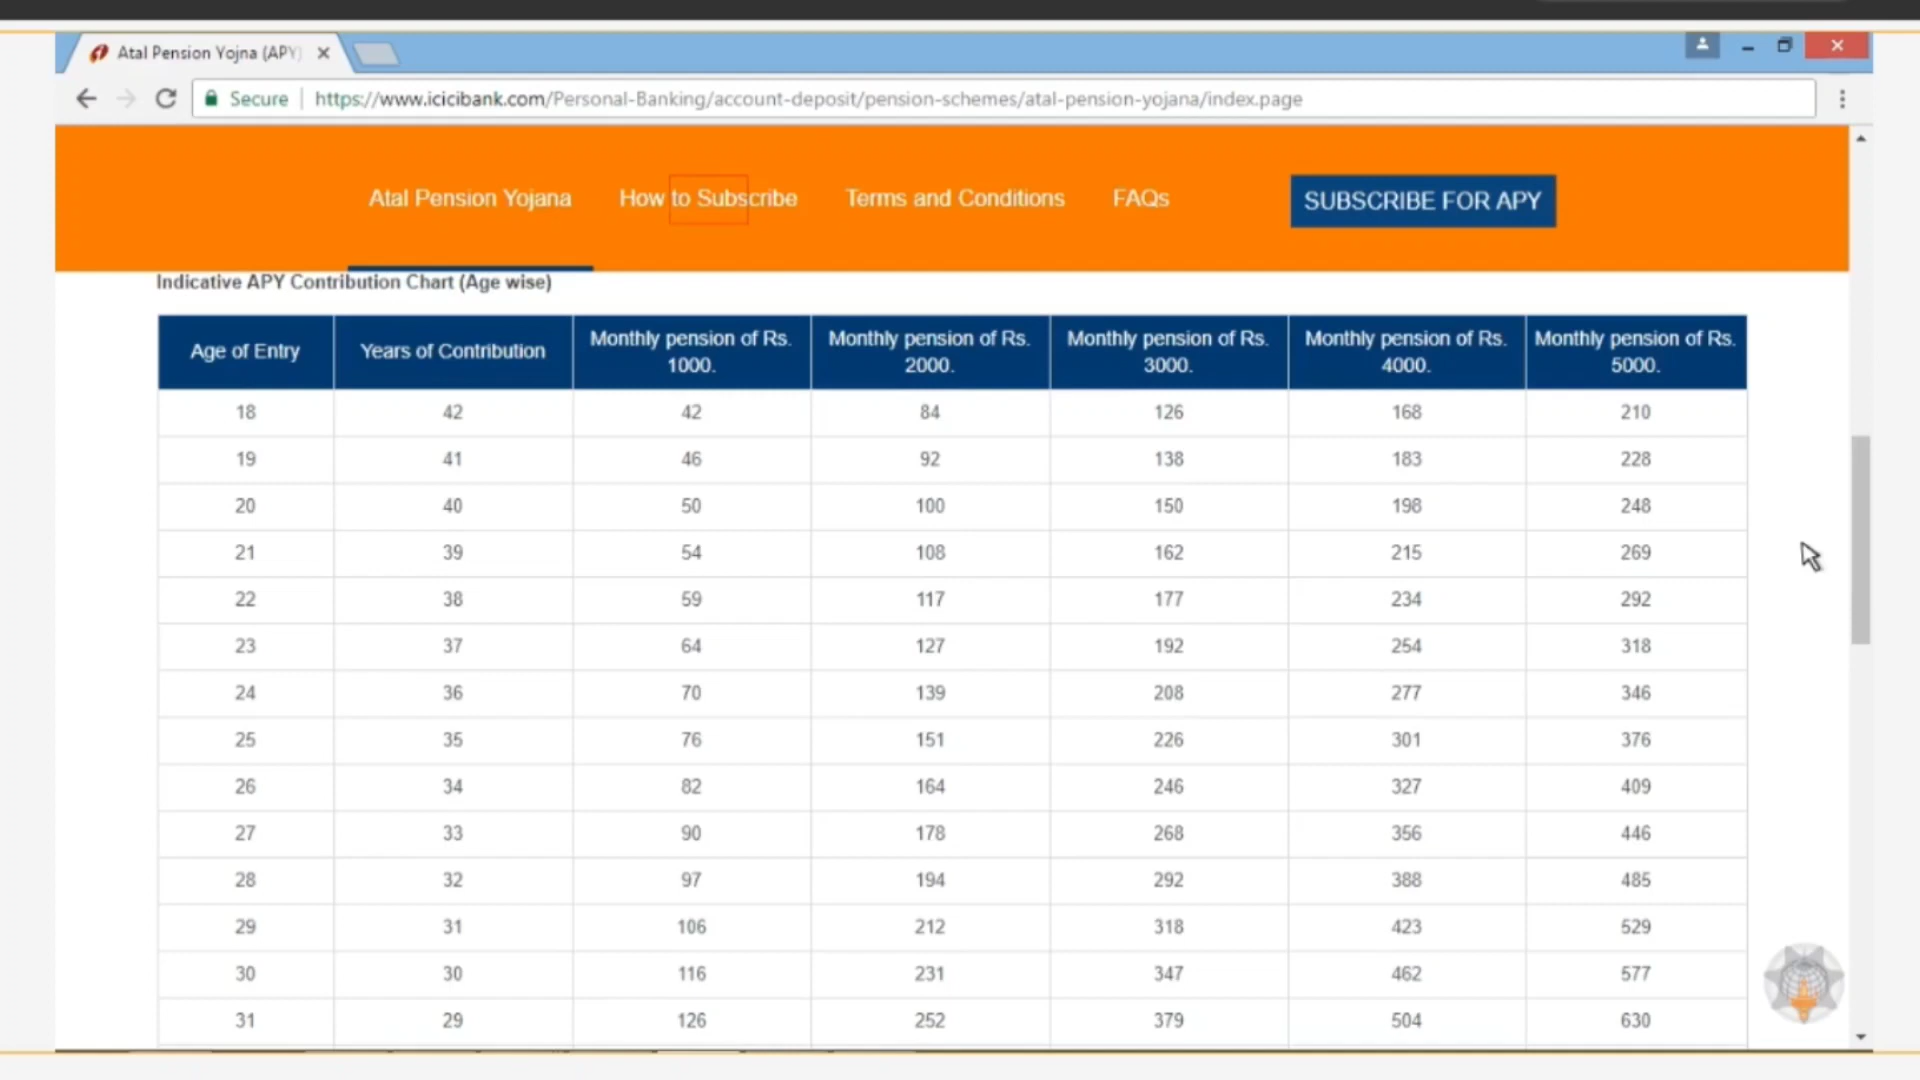 Atal Pension Yojna (APY)
Secure https://www.icicibank.com/Personal-Banking/account-deposit/pension-schemes/atal-pension-yojana/index.page
Atal Pension Yojana How to Subscribe Terms and Conditions FAQs SUBSCRIBE FOR APY
Indicative APY Contribution Chart (Age wise)
Age of Entry Years of Contribution Monthly pension of Rs. 1000. Monthly pension of Rs. 2000. Monthly pension of Rs. 3000. Monthly pension of Rs. 4000. Monthly pension of Rs. 5000.
18 42 42 84 126 168 210
19 41 46 92 138 183 228
20 40 50 100 150 198 248
21 39 54 108 162 215 269
22 38 59 117 177 234 292
23 37 64 127 192 254 318
24 36 70 139 208 277 346
25 35 76 151 226 301 376
26 34 82 164 246 327 409
27 33 90 178 268 356 446
28 32 97 194 292 388 485
29 31 106 212 318 423 529
30 30 116 231 347 462 577
31 29 126 252 379 504 630